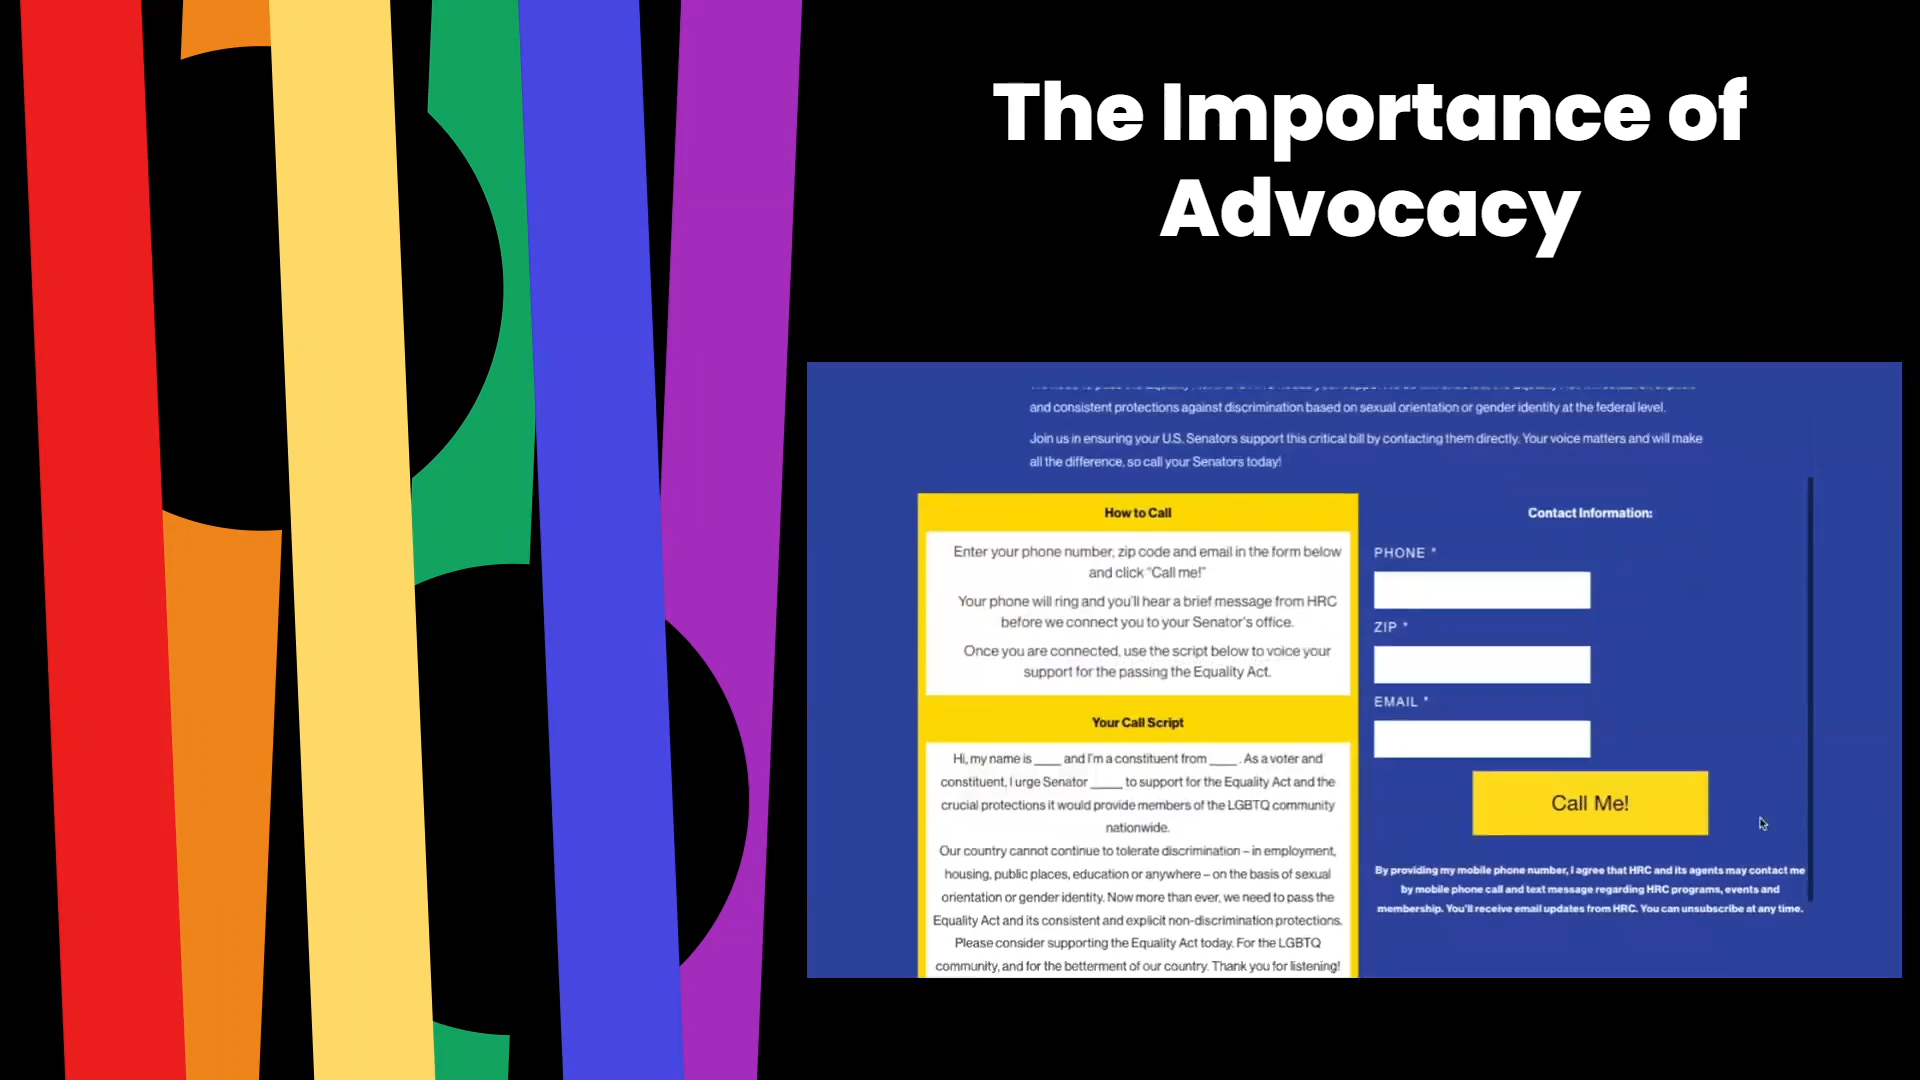 The Importance of
Advocacy
and consistent protections against discrimination based on sexual orientation or gender identity at the federal level.
Join us in ensuring your U.S. Senators support this critical bill by contacting them directly. Your voice matters and will make
all the difference, so call your Senators today!
How to Call
Enter your phone number, zip code and email in the form below
and click "Call me!"
Your phone will ring and you'll hear a brief message from HRC
before we connect you to your Senator's office.
Once you are connected, use the script below to voice your
support for the passing the Equality Act.
Your Call Script
Hi, my name is ____ and I'm a constituent from ____ . As a voter and
constituent, I urge Senator _____ to support for the Equality Act and the
crucial protections it would provide members of the LGBTQ community
nationwide.
Our country cannot continue to tolerate discrimination – in employment,
housing, public places, education or anywhere – on the basis of sexual
orientation or gender identity. Now more than ever, we need to pass the
Equality Act and its consistent and explicit non-discrimination protections.
Please consider supporting the Equality Act today. For the LGBTQ
community, and for the betterment of our country. Thank you for listening!
Contact Information:
PHONE *
ZIP *
EMAIL *
Call Me!
By providing my mobile phone number, I agree that HRC and its agents may contact me
by mobile phone call and text message regarding HRC programs, events and
membership. You'll receive email updates from HRC. You can unsubscribe at any time.